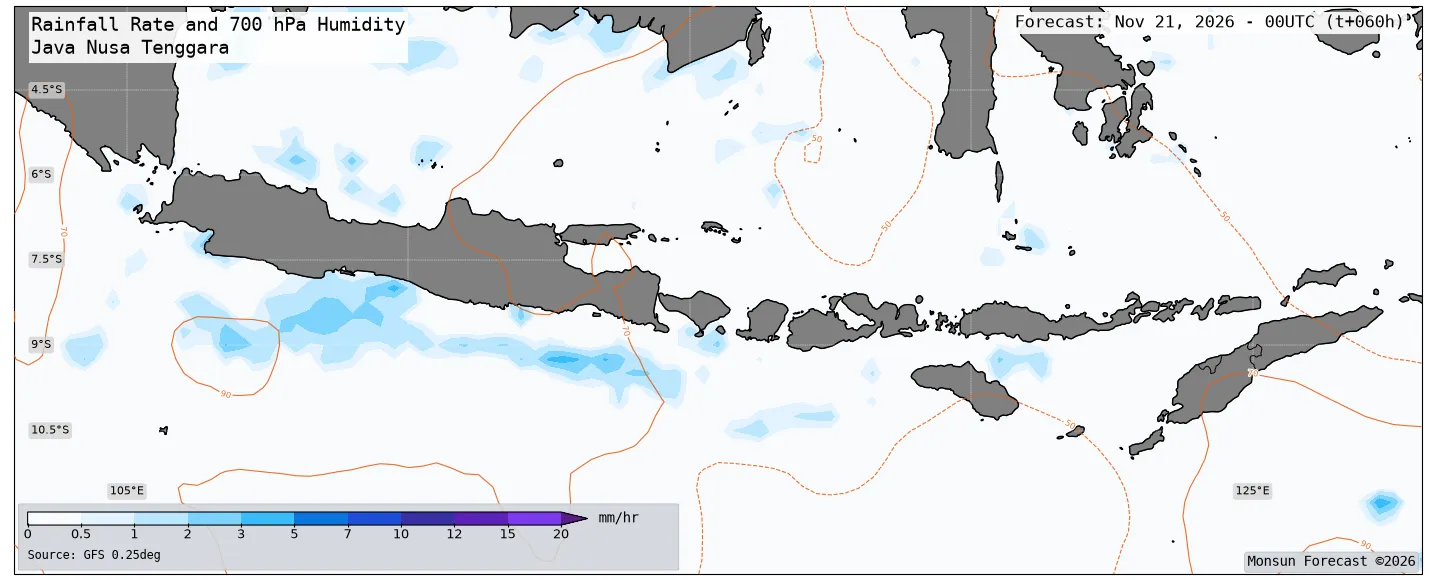 Rainfall Rate and 700 hPa Humidity
Java Nusa Tenggara
Forecast: Nov 21, 2026 - 00UTC (t+060h)
4.5°S
6°S
7.5°S
9°S
10.5°S
105°E
125°E
50
50
50
50
70
70
70
90
90
0 0.5 1 2 3 5 7 10 12 15 20
mm/hr
Source: GFS 0.25deg
Monsun Forecast ©2026